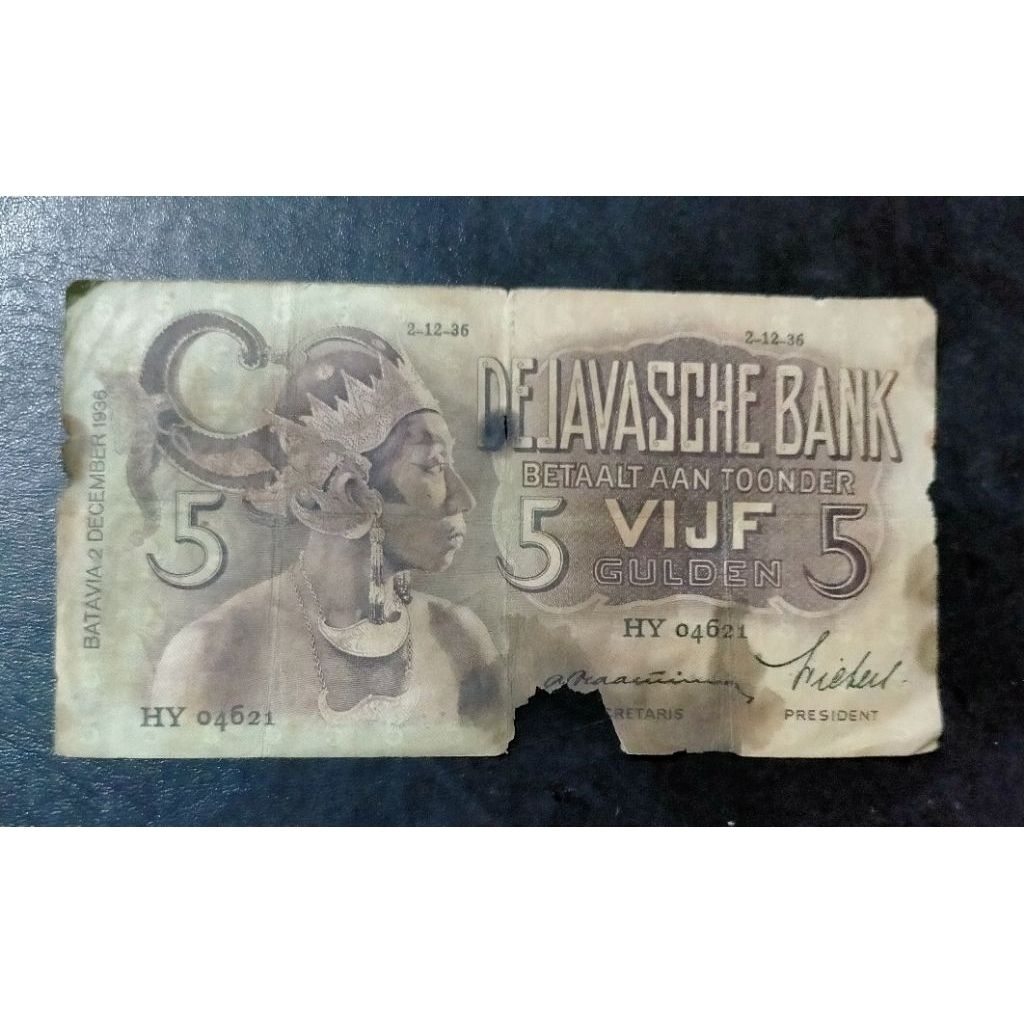 BATAVIA 2 DECEMBER 1936
2-12-36
2-12-36
DE JAVASCHE BANK
BETAALT AAN TOONDER
5
5 VIJF 5
GULDEN
HY 04621
HY 04621
CRETARIS
PRESIDENT